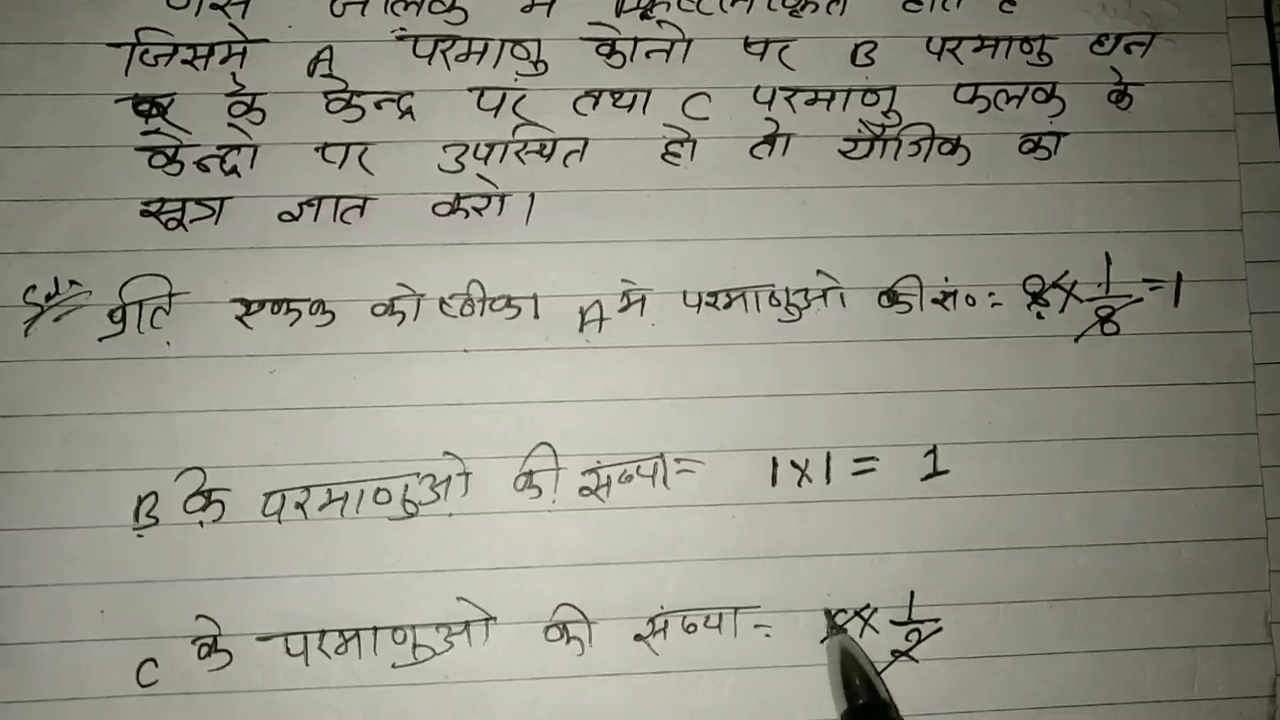 जालक में होता है
जिसमे A परमाणु कोनो पर B परमाणु घन
के केन्द्र पर तथा C परमाणु फलक के
केन्द्रो पर उपस्थित हो तो यौगिक का
सूत्र ज्ञात करो।
प्रति एकक कोष्ठीका A मे परमाणुओ की सं०: 8×1/8=1
B के परमाणुओ की संख्या= 1×1= 1
C के परमाणुओ की संख्या= × 1/2